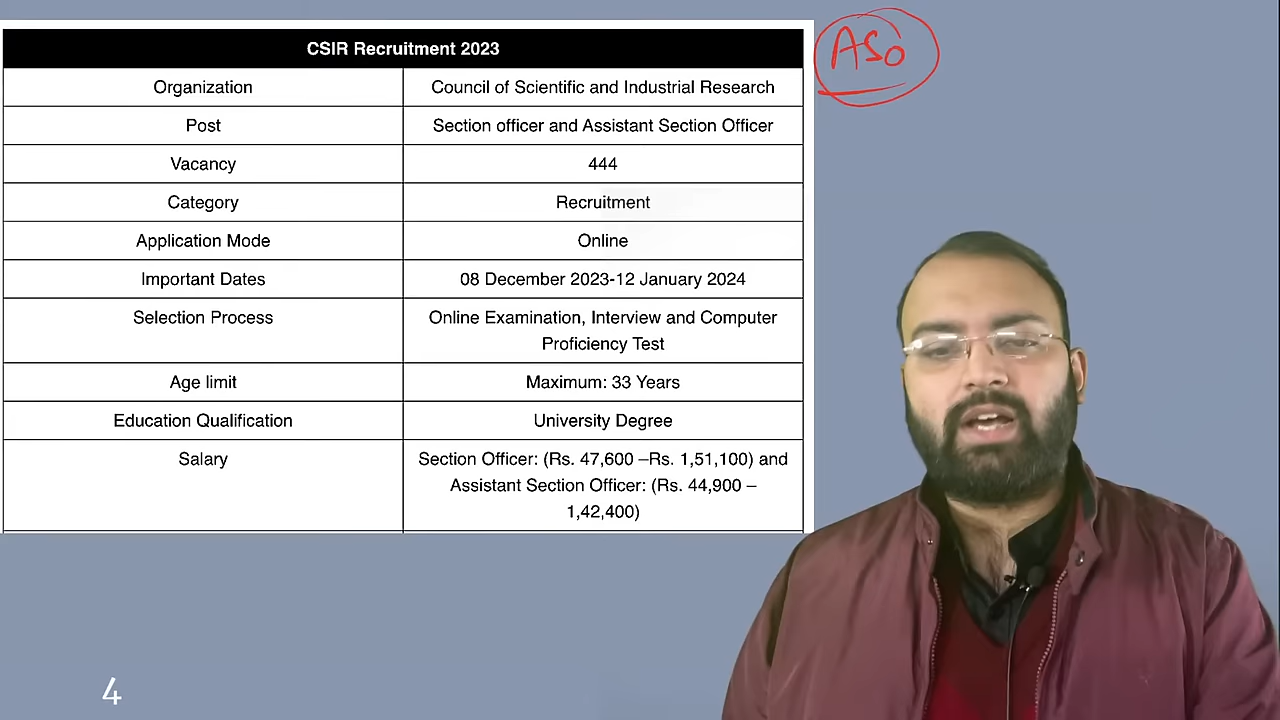 CSIR Recruitment 2023
ASO
Organization
Council of Scientific and Industrial Research
Post
Section officer and Assistant Section Officer
Vacancy
444
Category
Recruitment
Application Mode
Online
Important Dates
08 December 2023-12 January 2024
Selection Process
Online Examination, Interview and Computer
Proficiency Test
Age limit
Maximum: 33 Years
Education Qualification
University Degree
Salary
Section Officer: (Rs. 47,600 –Rs. 1,51,100) and
Assistant Section Officer: (Rs. 44,900 –
1,42,400)
4